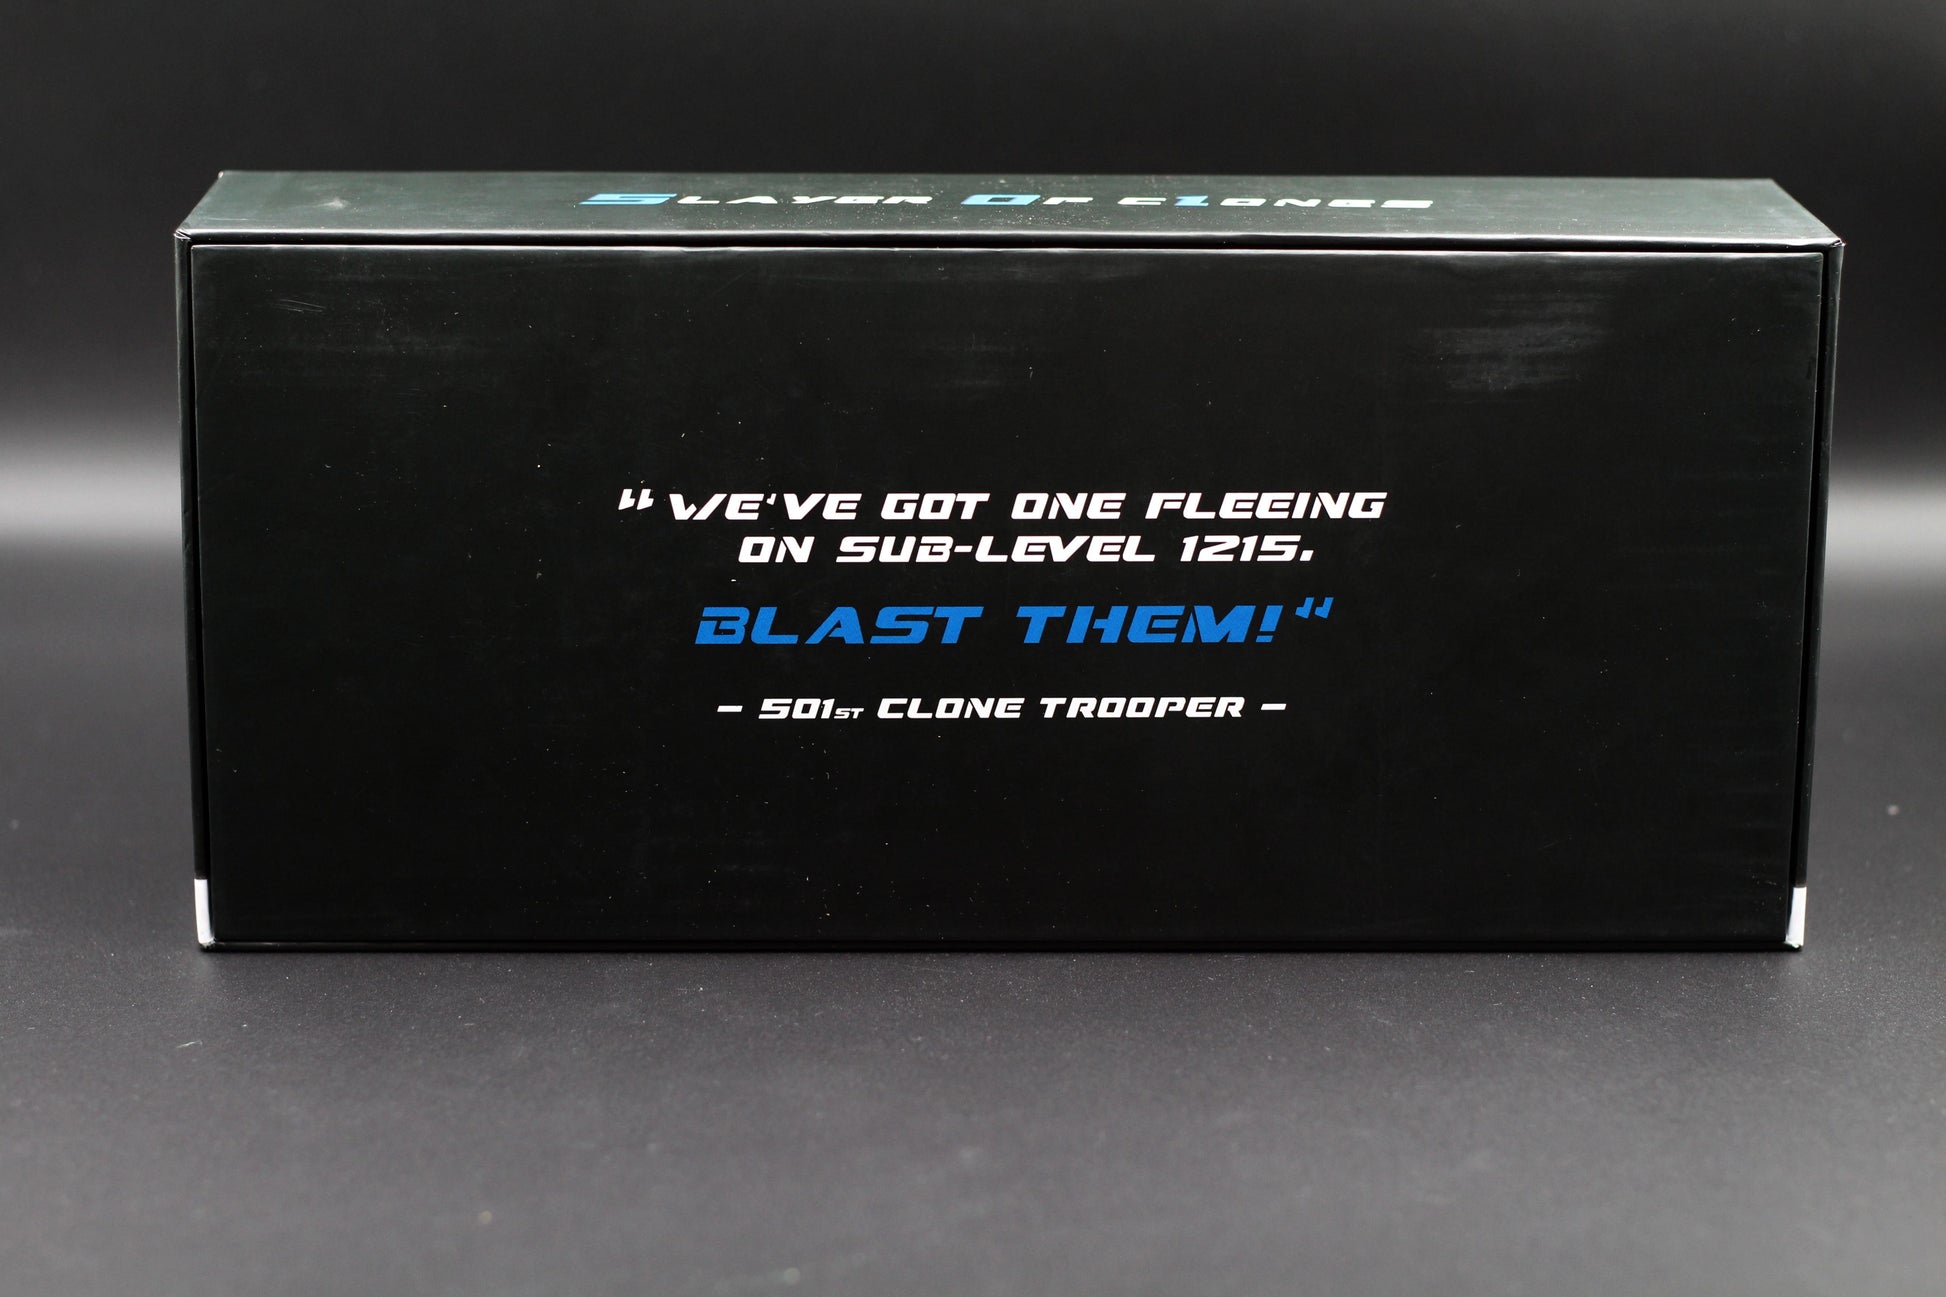 SLAYER OF CLONES
"WE'VE GOT ONE FLEEING
ON SUB-LEVEL 1215.
BLAST THEM!"
- 501ST CLONE TROOPER -